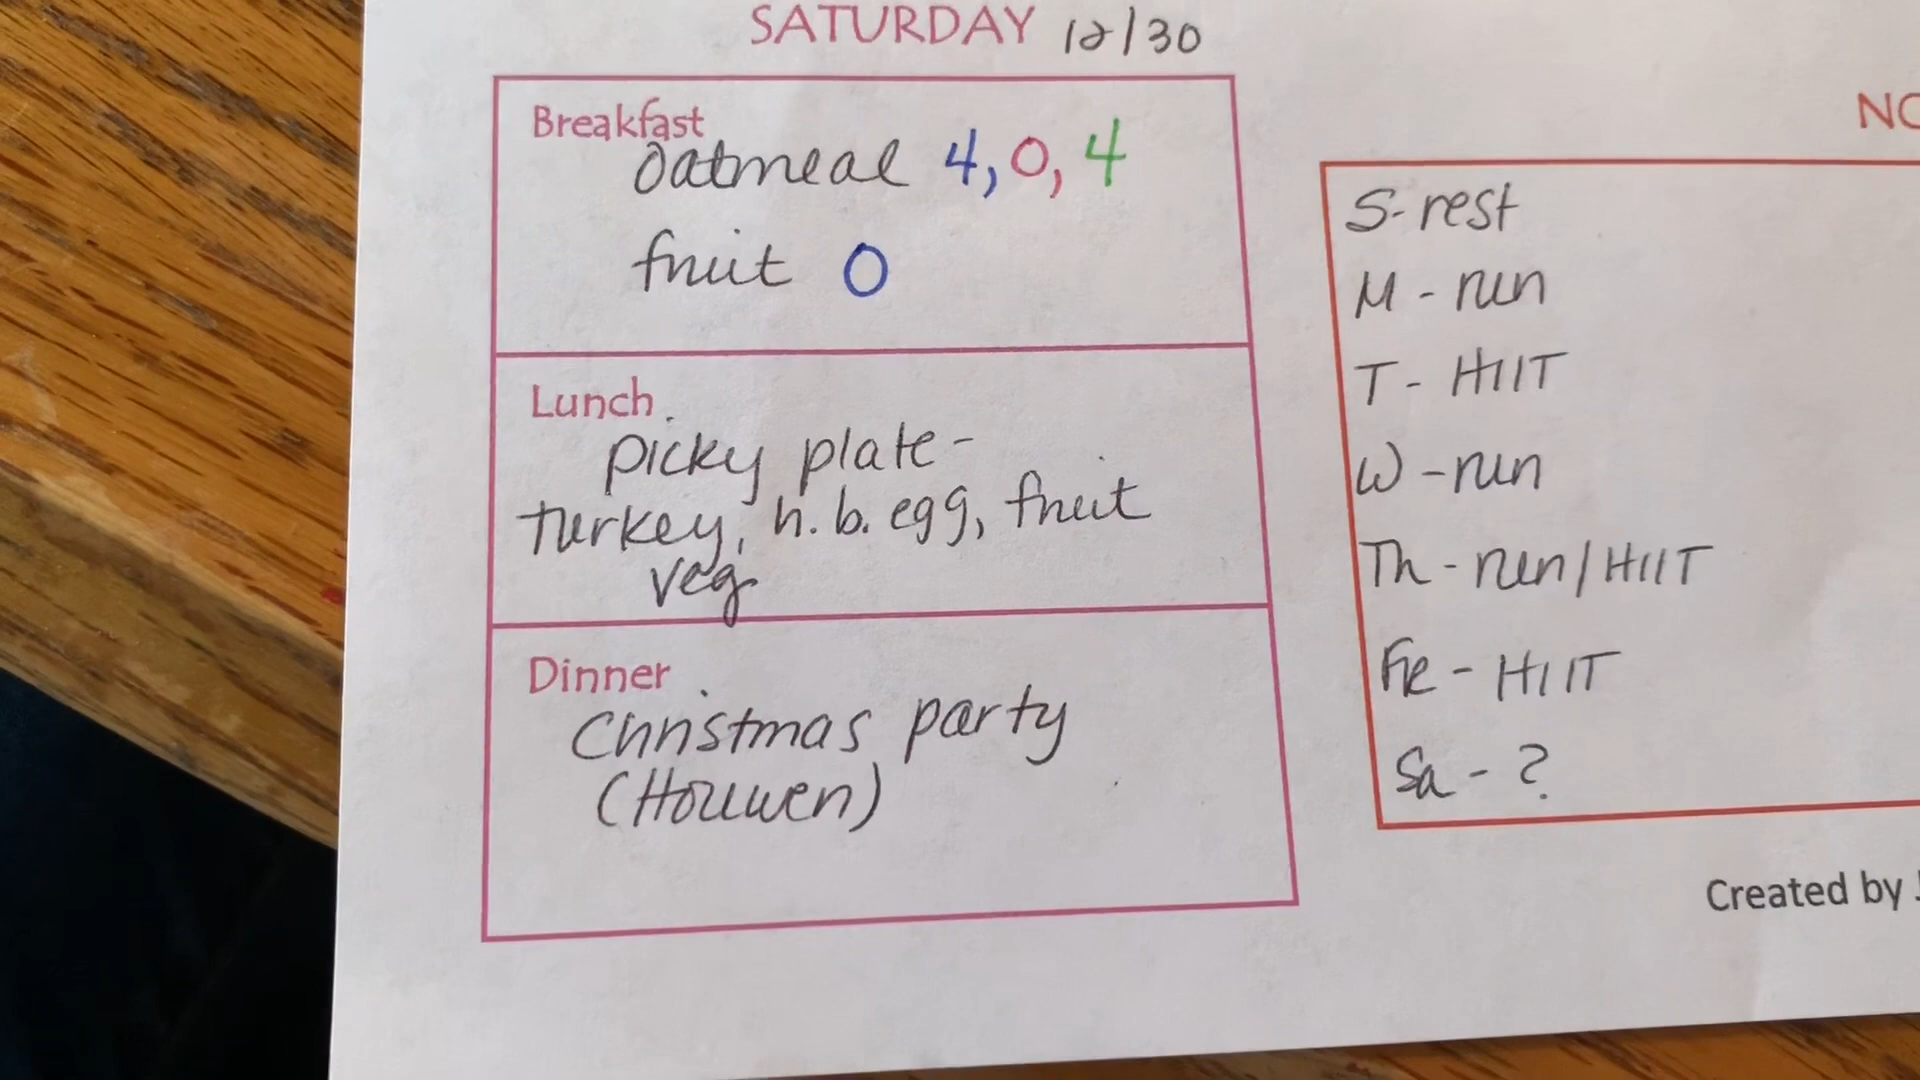 SATURDAY 12/30
Breakfast
oatmeal 4, 0, 4
fruit 0
Lunch
picky plate -
turkey, h.b. egg, fruit
veg
Dinner
Christmas party
(Houwen)
NO
S- rest
M - run
T - HIIT
W - run
Th - run/HIIT
FR - HIIT
Sa - ?
Created by J